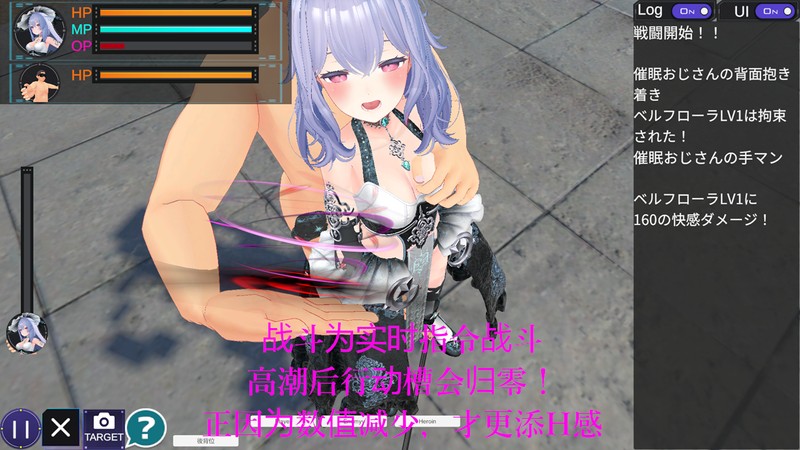 HP
MP
OP
HP
Log ON UI ON
戦闘開始！！
催眠おじさんの背面抱き
着き
ベルフローラLV1は拘束
された！
催眠おじさんの手マン
ベルフローラLV1に
160の快感ダメージ！
战斗为实时指令战斗
高潮后行动槽会归零！
正因为数值减少，才更添H感
TARGET
?
後背位
Heroin